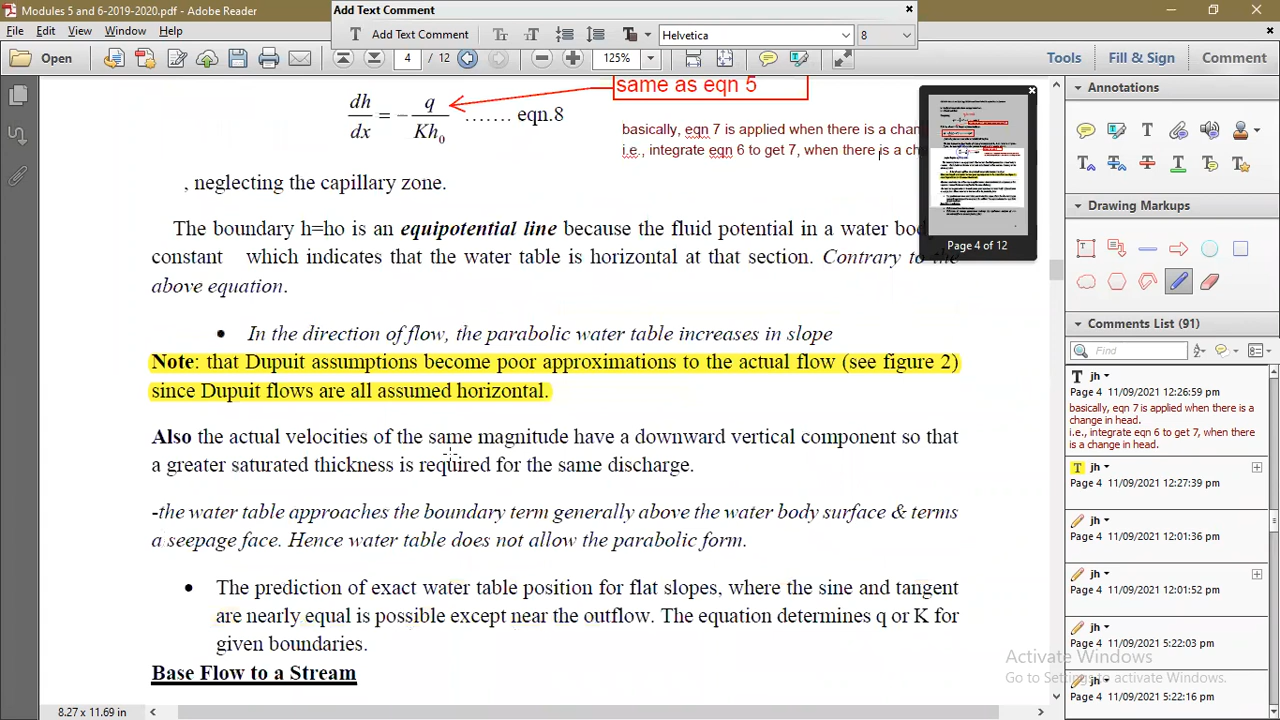 Modules 5 and 6-2019-2020.pdf - Adobe Reader
Add Text Comment
File Edit View Window Help
Add Text Comment
Helvetica
8
Open
4 / 12
125%
Tools Fill & Sign Comment
same as eqn 5
dh/dx = - q/Kh0 ....... eqn.8
basically, eqn 7 is applied when there is a chan
i.e., integrate eqn 6 to get 7, when there is a ch
, neglecting the capillary zone.
The boundary h=ho is an equipotential line because the fluid potential in a water bod
constant which indicates that the water table is horizontal at that section. Contrary to the
above equation.
• In the direction of flow, the parabolic water table increases in slope
Note: that Dupuit assumptions become poor approximations to the actual flow (see figure 2)
since Dupuit flows are all assumed horizontal.
Also the actual velocities of the same magnitude have a downward vertical component so that
a greater saturated thickness is required for the same discharge.
-the water table approaches the boundary term generally above the water body surface & terms
a seepage face. Hence water table does not allow the parabolic form.
• The prediction of exact water table position for flat slopes, where the sine and tangent
are nearly equal is possible except near the outflow. The equation determines q or K for
given boundaries.
Base Flow to a Stream
8.27 x 11.69 in
Page 4 of 12
Annotations
Drawing Markups
Comments List (91)
Find
jh
Page 4 11/09/2021 12:26:59
basically, eqn 7 is applied when there is a
change in head.
i.e., integrate eqn 6 to get 7, when there is
a change in head.
jh
Page 4 11/09/2021 12:27:39
jh
Page 4 11/09/2021 12:01:36
jh
Page 4 11/09/2021 12:01:52
jh
Page 4 11/09/2021 5:22:03
jh
Page 4 11/09/2021 5:22:16
Activate Windows
Go to Settings to activate Windows.